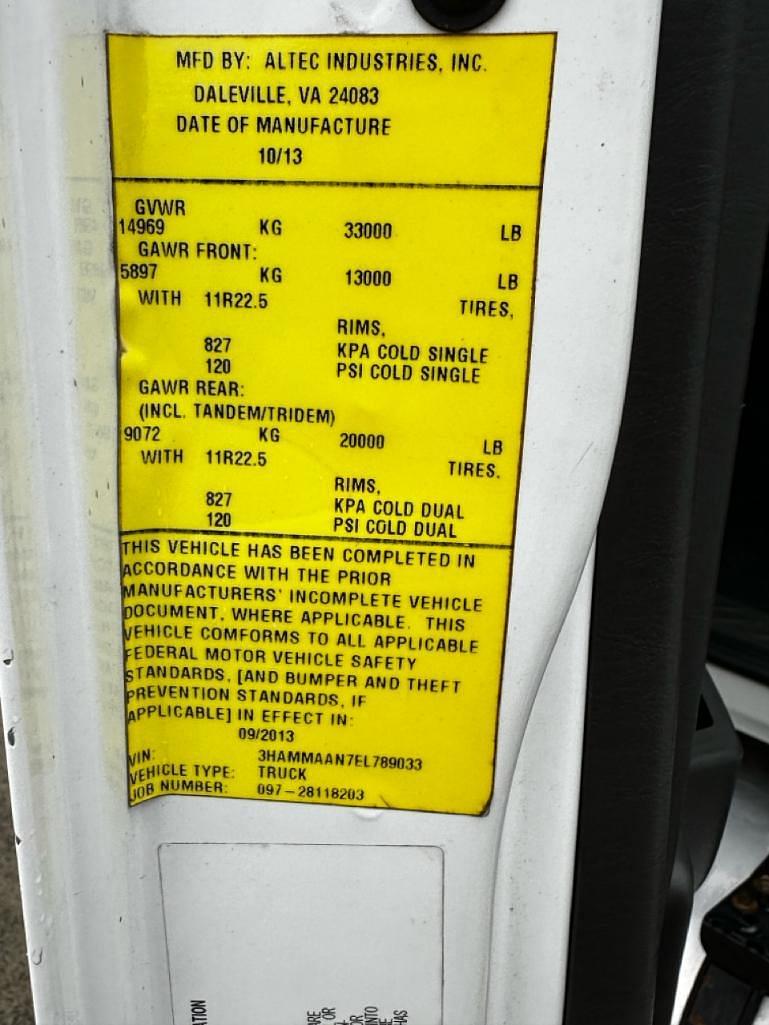 MFD BY: ALTEC INDUSTRIES, INC.
DALEVILLE, VA 24083
DATE OF MANUFACTURE
10/13
GVWR
14969 KG 33000 LB
GAWR FRONT:
5897 KG 13000 LB
WITH 11R22.5 TIRES,
RIMS,
827 KPA COLD SINGLE
120 PSI COLD SINGLE
GAWR REAR:
(INCL. TANDEM/TRIDEM)
9072 KG 20000 LB
WITH 11R22.5 TIRES.
RIMS,
827 KPA COLD DUAL
120 PSI COLD DUAL
THIS VEHICLE HAS BEEN COMPLETED IN
ACCORDANCE WITH THE PRIOR
MANUFACTURERS' INCOMPLETE VEHICLE
DOCUMENT, WHERE APPLICABLE. THIS
VEHICLE COMFORMS TO ALL APPLICABLE
FEDERAL MOTOR VEHICLE SAFETY
STANDARDS, [AND BUMPER AND THEFT
PREVENTION STANDARDS, IF
APPLICABLE] IN EFFECT IN:
09/2013
VIN: 3HAMMAAN7EL789033
VEHICLE TYPE: TRUCK
JOB NUMBER: 097-28118203